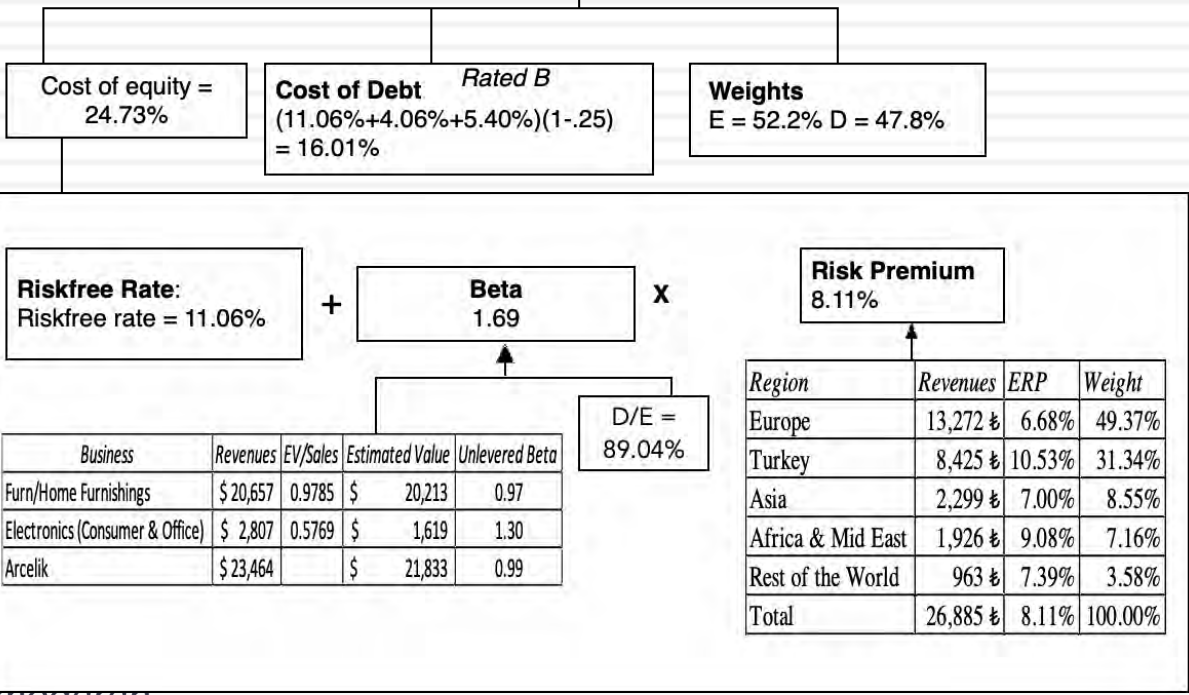 Cost of equity =
24.73%
Rated B
Cost of Debt
(11.06%+4.06%+5.40%)(1-.25)
= 16.01%
Weights
E = 52.2% D = 47.8%
Riskfree Rate:
Riskfree rate = 11.06%
+
Beta
1.69
X
Risk Premium
8.11%
D/E =
89.04%
Business Revenues EV/Sales Estimated Value Unlevered Beta
Furn/Home Furnishings $ 20,657 0.9785 $ 20,213 0.97
Electronics (Consumer & Office) $ 2,807 0.5769 $ 1,619 1.30
Arcelik $ 23,464 $ 21,833 0.99
Region Revenues ERP Weight
Europe 13,272 ₺ 6.68% 49.37%
Turkey 8,425 ₺ 10.53% 31.34%
Asia 2,299 ₺ 7.00% 8.55%
Africa & Mid East 1,926 ₺ 9.08% 7.16%
Rest of the World 963 ₺ 7.39% 3.58%
Total 26,885 ₺ 8.11% 100.00%